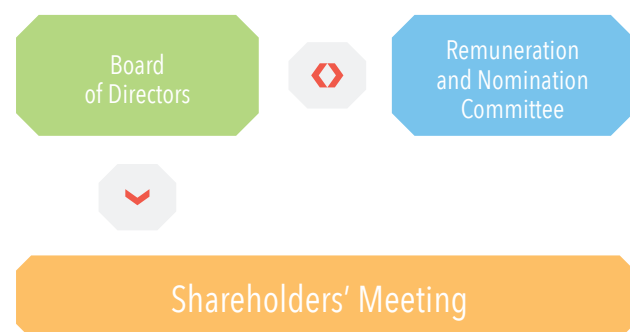 Board
of Directors
Remuneration
and Nomination
Committee
Shareholders' Meeting